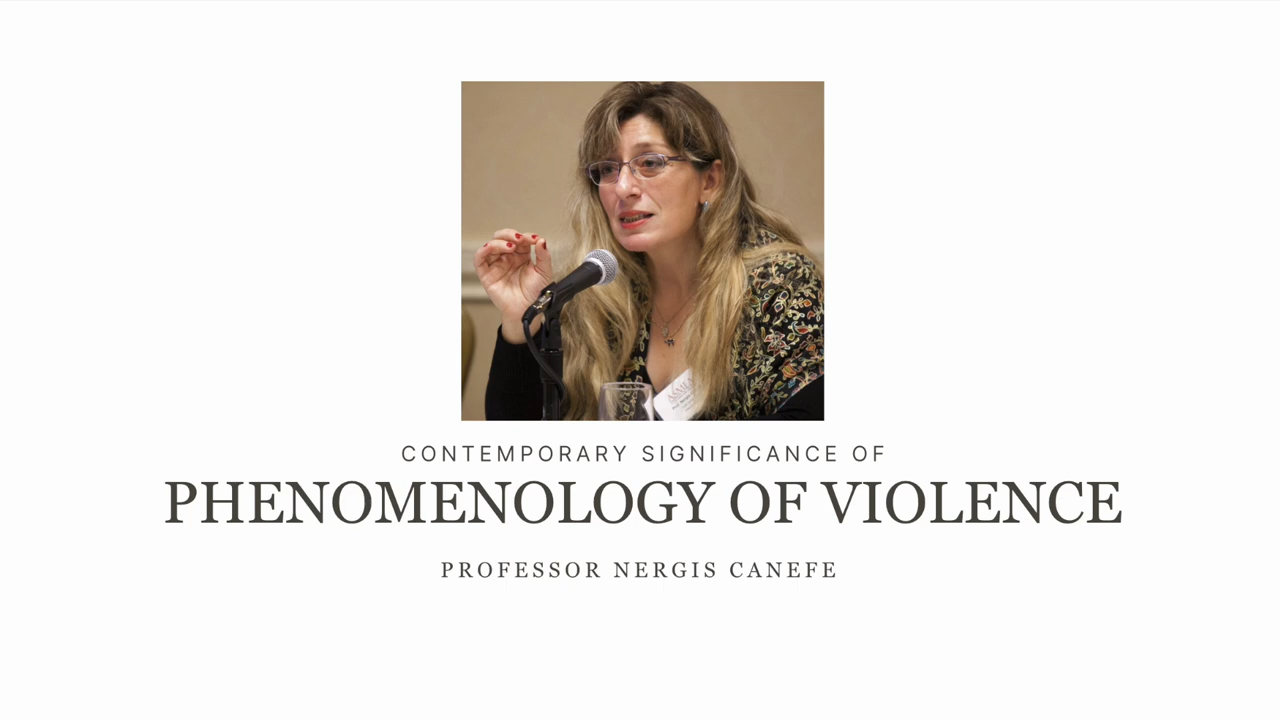 CONTEMPORARY SIGNIFICANCE OF
PHENOMENOLOGY OF VIOLENCE
PROFESSOR NERGIS CANEFE